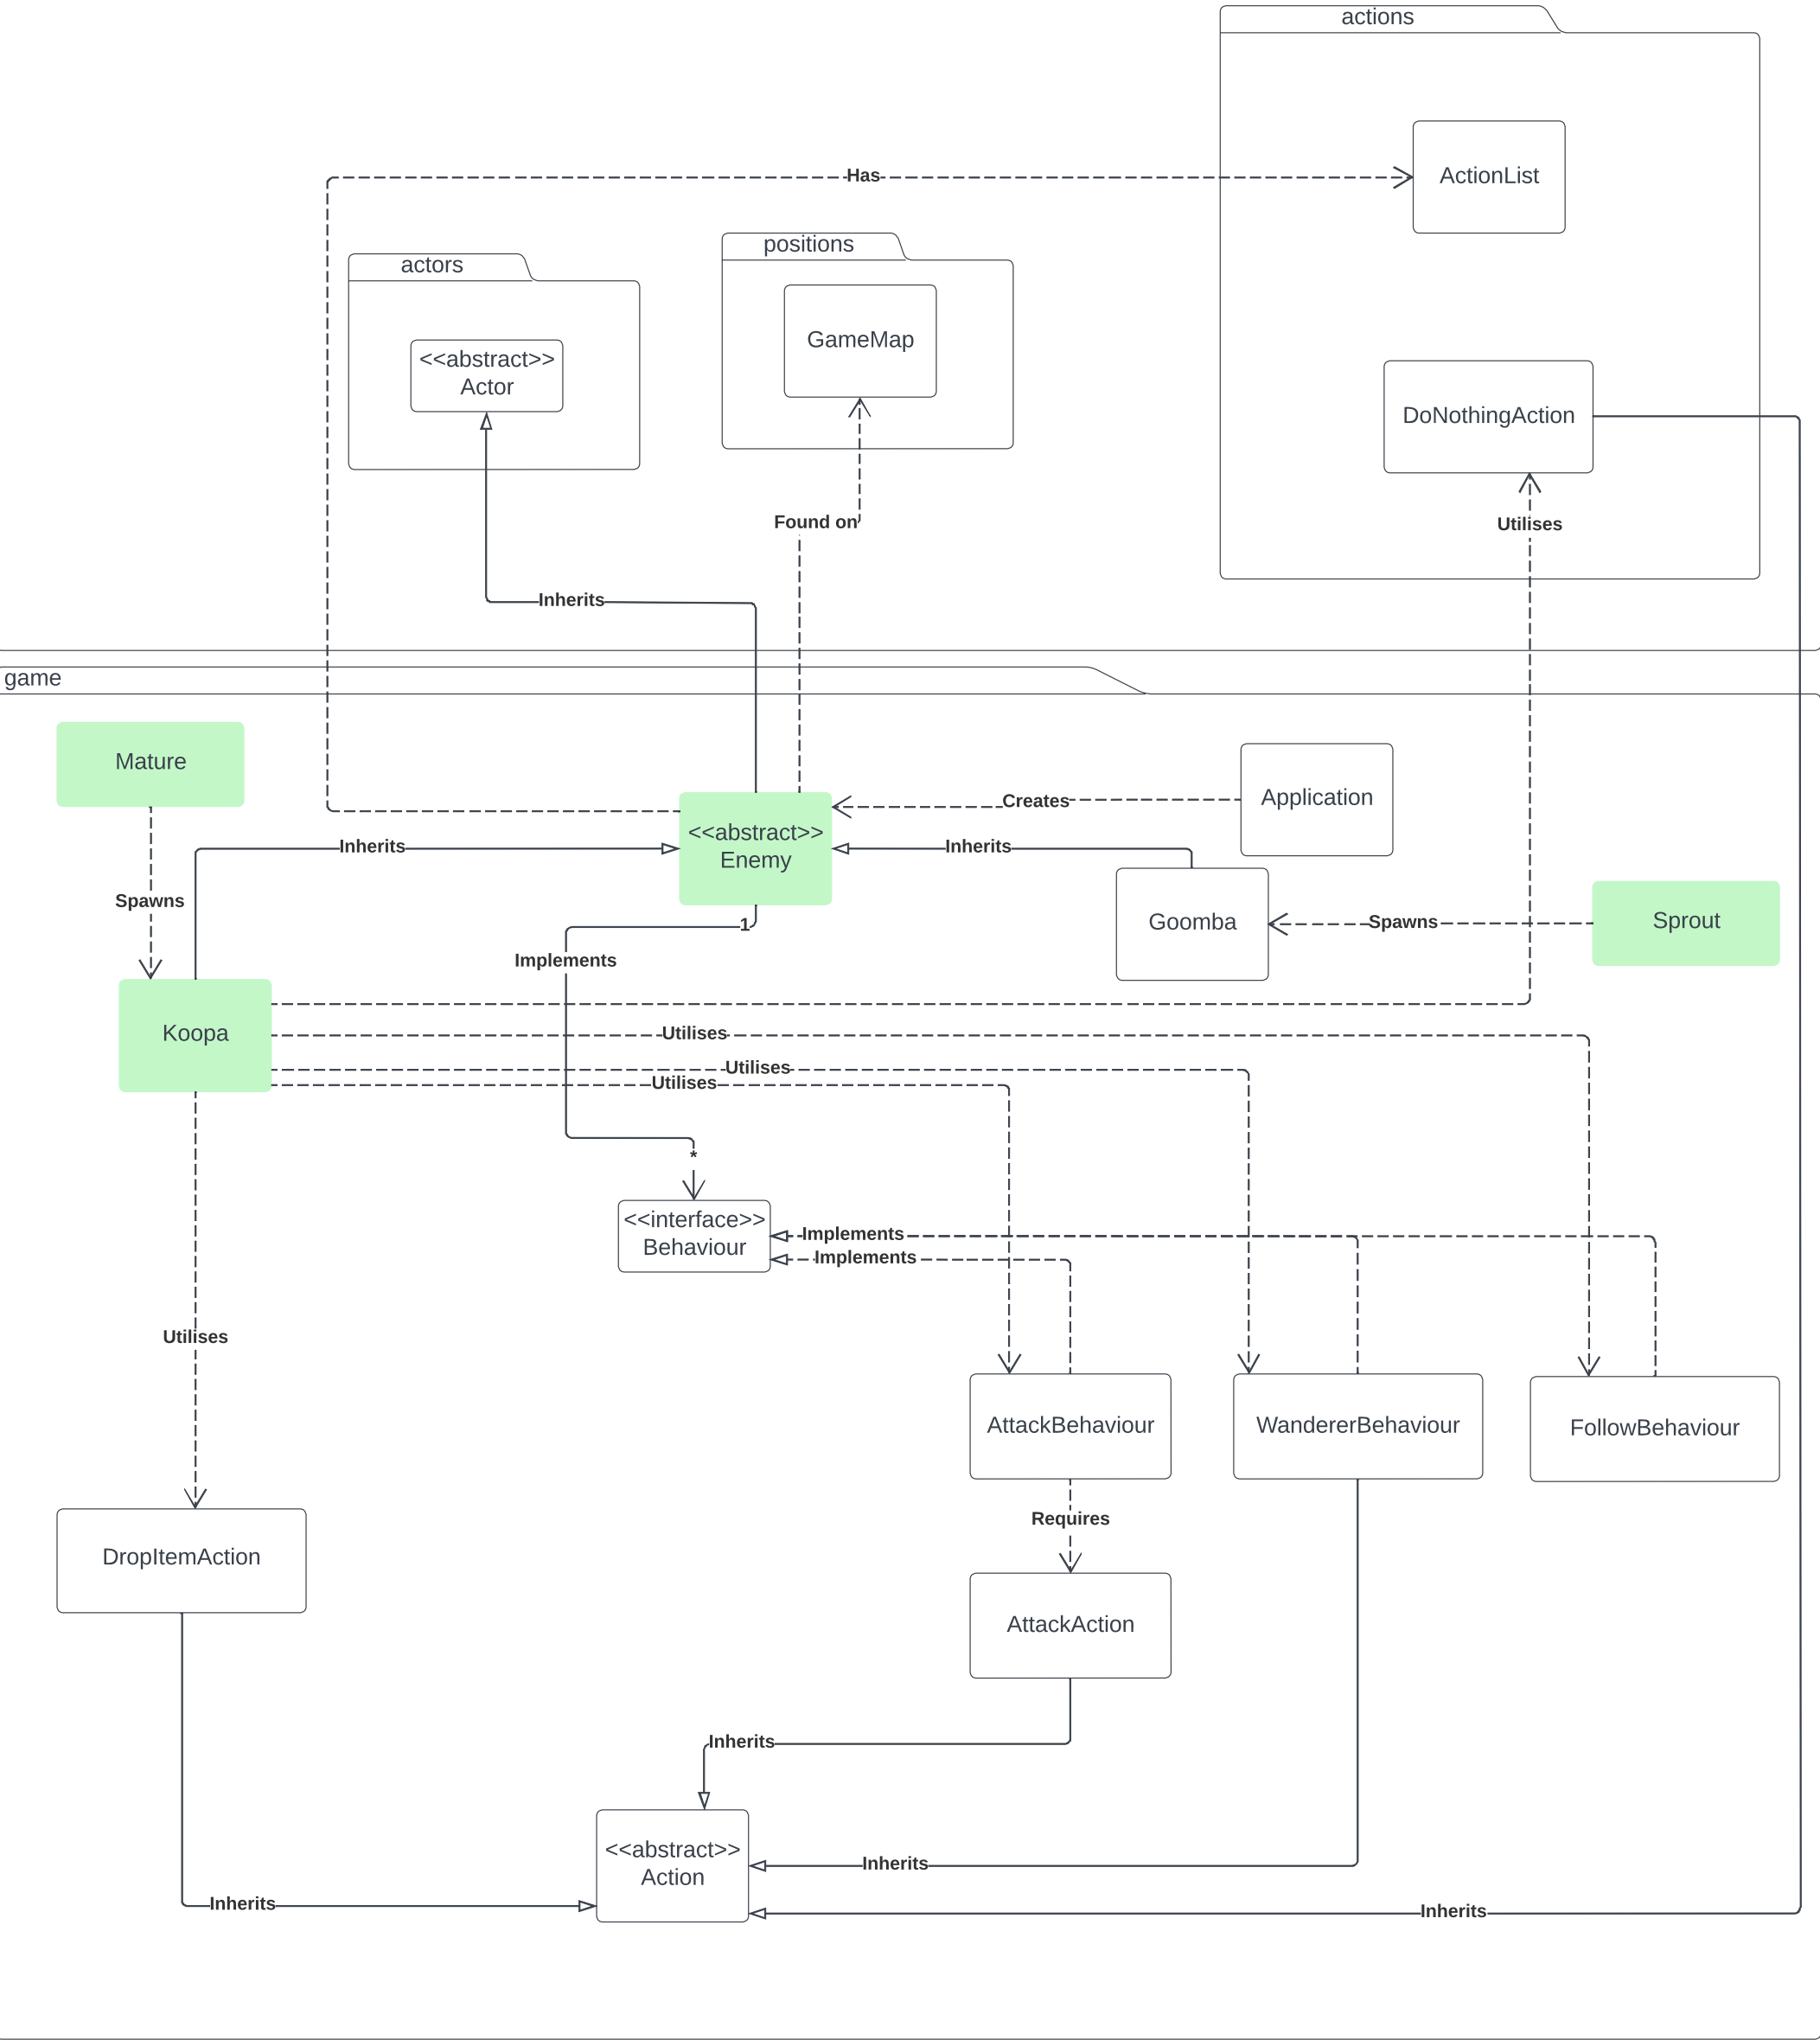 actions
ActionList
Has
positions
actors
GameMap
<<abstract>>
Actor
DoNothingAction
Found on
Utilises
Inherits
game
Mature
Application
Creates
<<abstract>>
Enemy
Inherits
Inherits
Spawns
1
Goomba
Spawns
Sprout
Implements
Koopa
Utilises
Utilises
Utilises
*
<<interface>>
Behaviour
Implements
Implements
Utilises
AttackBehaviour
WandererBehaviour
FollowBehaviour
Requires
DropItemAction
AttackAction
Inherits
<<abstract>>
Action
Inherits
Inherits
Inherits